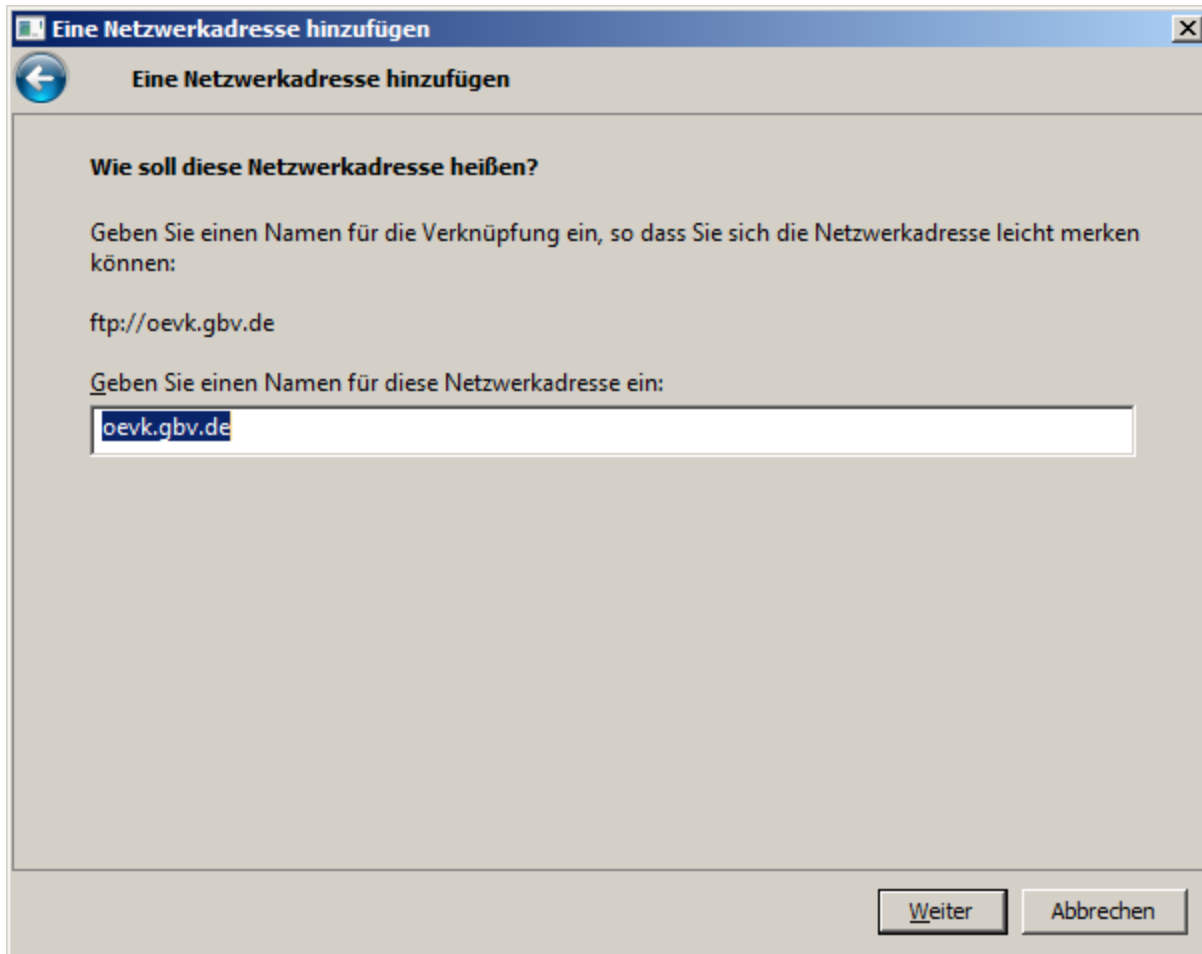 Eine Netzwerkadresse hinzufügen
Eine Netzwerkadresse hinzufügen
Wie soll diese Netzwerkadresse heißen?
Geben Sie einen Namen für die Verknüpfung ein, so dass Sie sich die Netzwerkadresse leicht merken
können:
ftp://oevk.gbv.de
Geben Sie einen Namen für diese Netzwerkadresse ein:
oevk.gbv.de
Weiter
Abbrechen